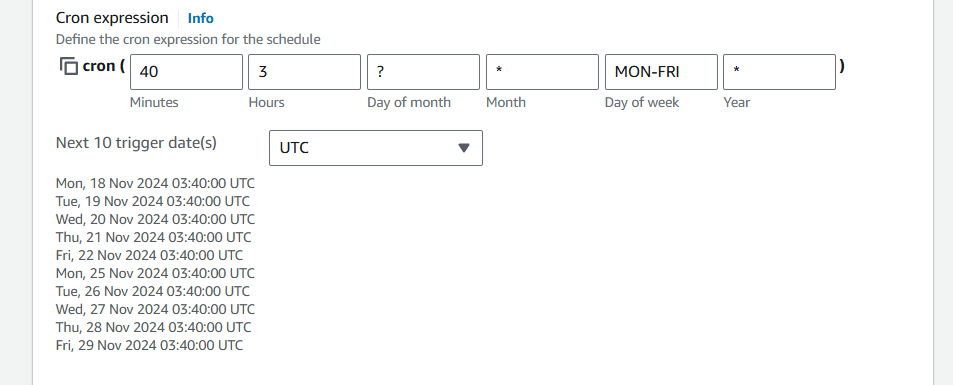 Cron expression Info
Define the cron expression for the schedule
cron ( 40 3 ? * MON-FRI * )
Minutes Hours Day of month Month Day of week Year
Next 10 trigger date(s) UTC
Mon, 18 Nov 2024 03:40:00 UTC
Tue, 19 Nov 2024 03:40:00 UTC
Wed, 20 Nov 2024 03:40:00 UTC
Thu, 21 Nov 2024 03:40:00 UTC
Fri, 22 Nov 2024 03:40:00 UTC
Mon, 25 Nov 2024 03:40:00 UTC
Tue, 26 Nov 2024 03:40:00 UTC
Wed, 27 Nov 2024 03:40:00 UTC
Thu, 28 Nov 2024 03:40:00 UTC
Fri, 29 Nov 2024 03:40:00 UTC